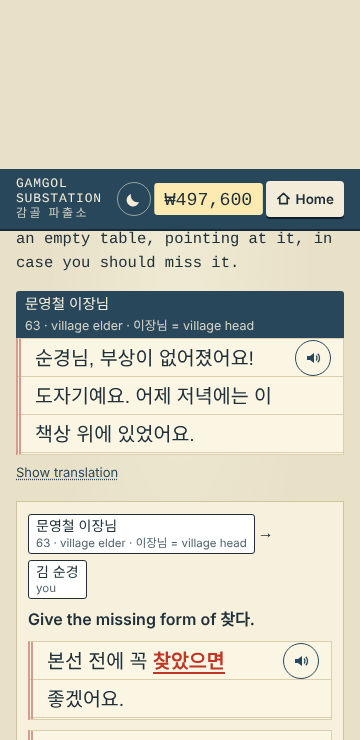 GAMGOL
SUBSTATION
감골 파출소
₩497,600
Home
an empty table, pointing at it, in
case you should miss it.
문영철 이장님
63 · village elder · 이장님 = village head
순경님, 부상이 없어졌어요!
도자기예요. 어제 저녁에는 이
책상 위에 있었어요.
Show translation
문영철 이장님
63 · village elder · 이장님 = village head
→
김 순경
you
Give the missing form of 찾다.
본선 전에 꼭 찾았으면
좋겠어요.